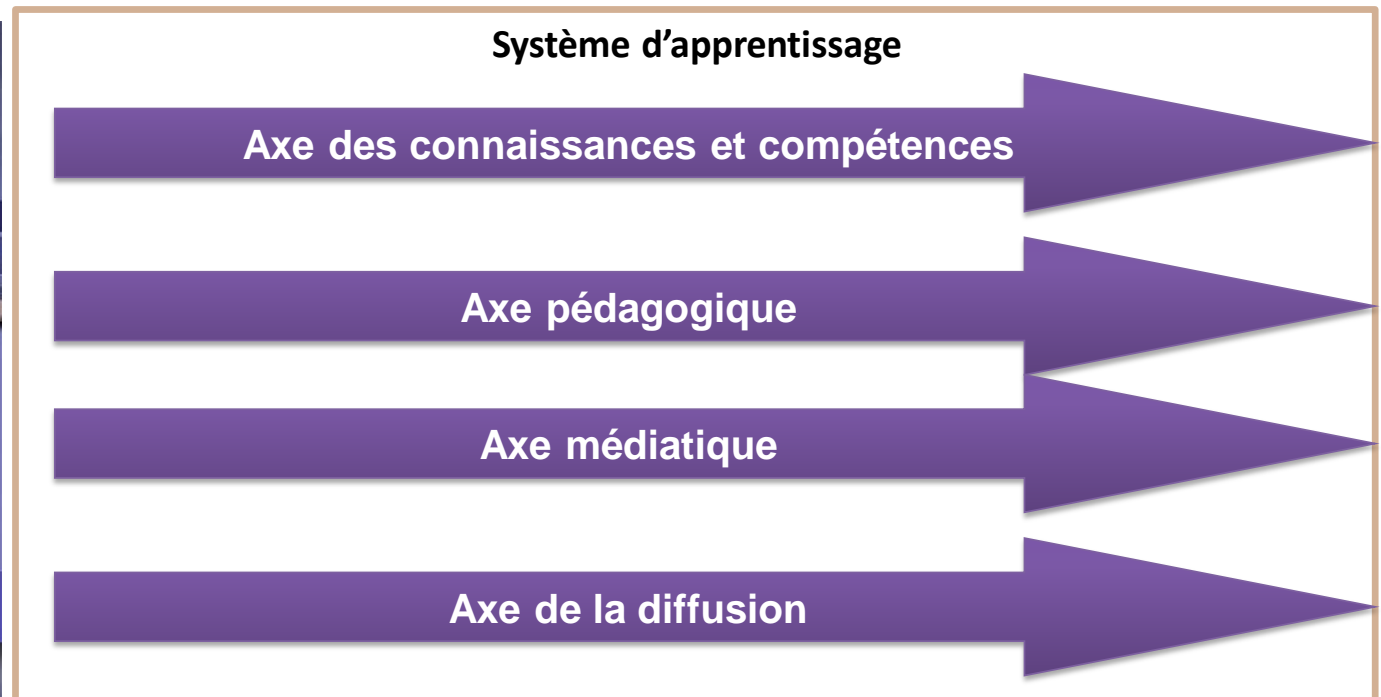 Système d’apprentissage
Axe des connaissances et compétences
Axe pédagogique
Axe médiatique
Axe de la diffusion